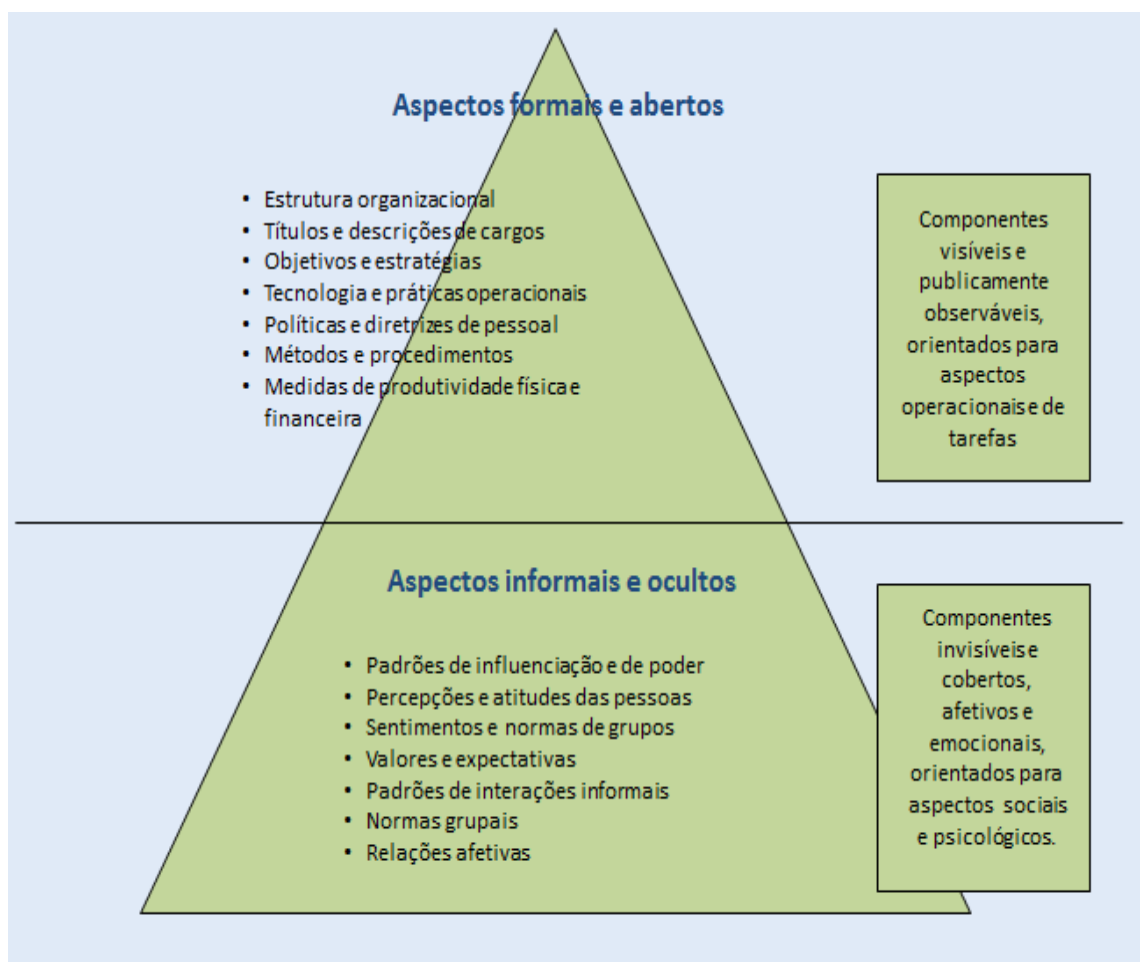 Aspectos formais e abertos
• Estrutura organizacional
• Títulos e descrições de cargos
• Objetivos e estratégias
• Tecnologia e práticas operacionais
• Políticas e diretrizes de pessoal
• Métodos e procedimentos
• Medidas de produtividade física e
financeira
Componentes
visíveis e
publicamente
observáveis,
orientados para
aspectos
operacionais e de
tarefas
Aspectos informais e ocultos
• Padrões de influenciação e de poder
• Percepções e atitudes das pessoas
• Sentimentos e normas de grupos
• Valores e expectativas
• Padrões de interações informais
• Normas grupais
• Relações afetivas
Componentes
invisíveis e
cobertos,
afetivos e
emocionais,
orientados para
aspectos sociais
e psicológicos.